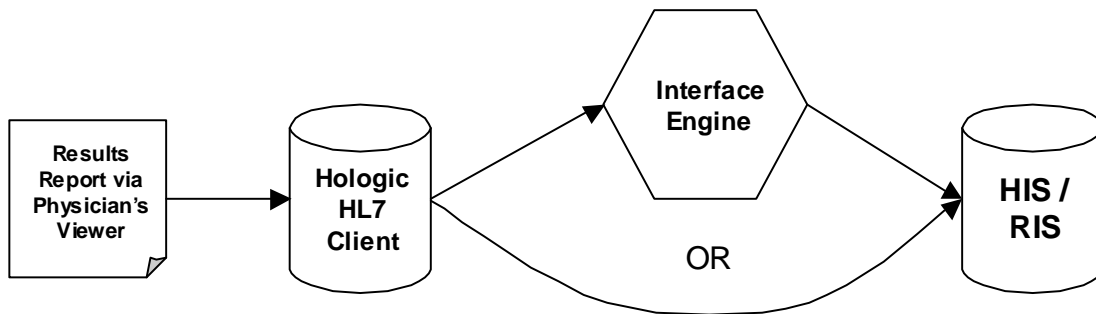 Results
Report via
Physician's
Viewer
Hologic
HL7
Client
Interface
Engine
OR
HIS /
RIS